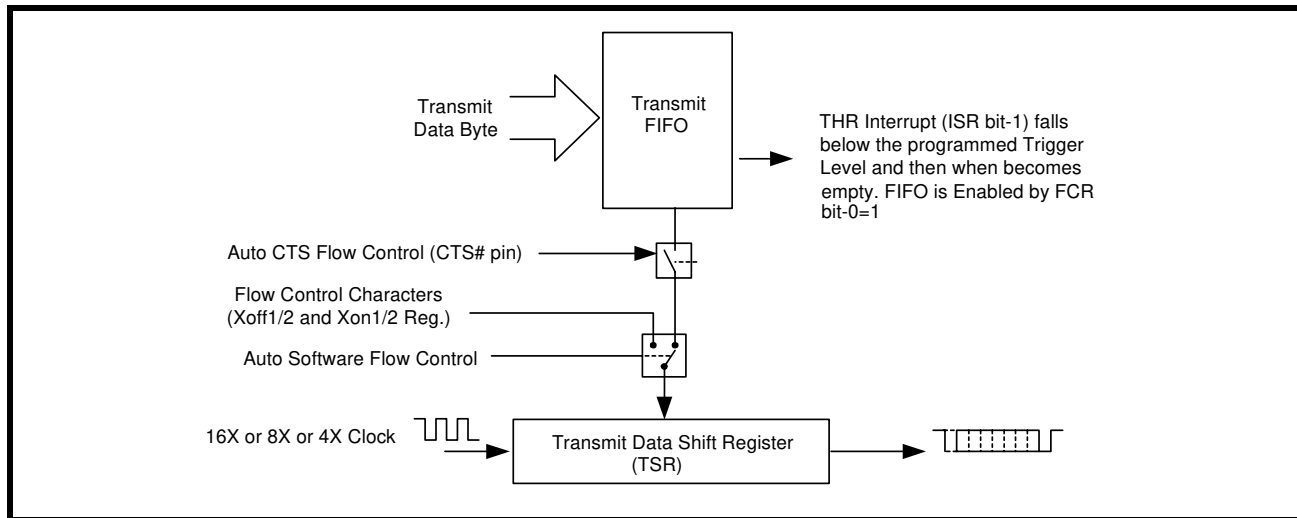 Transmit
Data Byte
Transmit
FIFO
THR Interrupt (ISR bit-1) falls
below the programmed Trigger
Level and then when becomes
empty. FIFO is Enabled by FCR
bit-0=1
Auto CTS Flow Control (CTS# pin)
Flow Control Characters
(Xoff1/2 and Xon1/2 Reg.)
Auto Software Flow Control
16X or 8X or 4X Clock
Transmit Data Shift Register
(TSR)